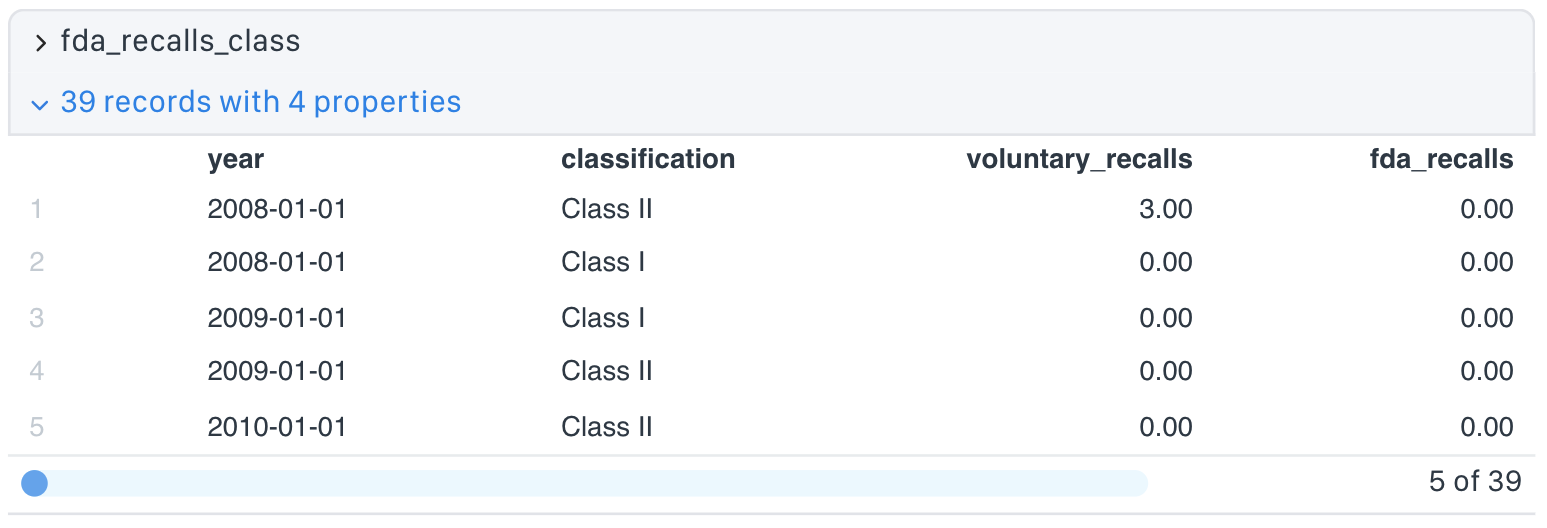 fda_recalls_class
39 records with 4 properties
year classification voluntary_recalls fda_recalls
1 2008-01-01 Class II 3.00 0.00
2 2008-01-01 Class I 0.00 0.00
3 2009-01-01 Class I 0.00 0.00
4 2009-01-01 Class II 0.00 0.00
5 2010-01-01 Class II 0.00 0.00
5 of 39